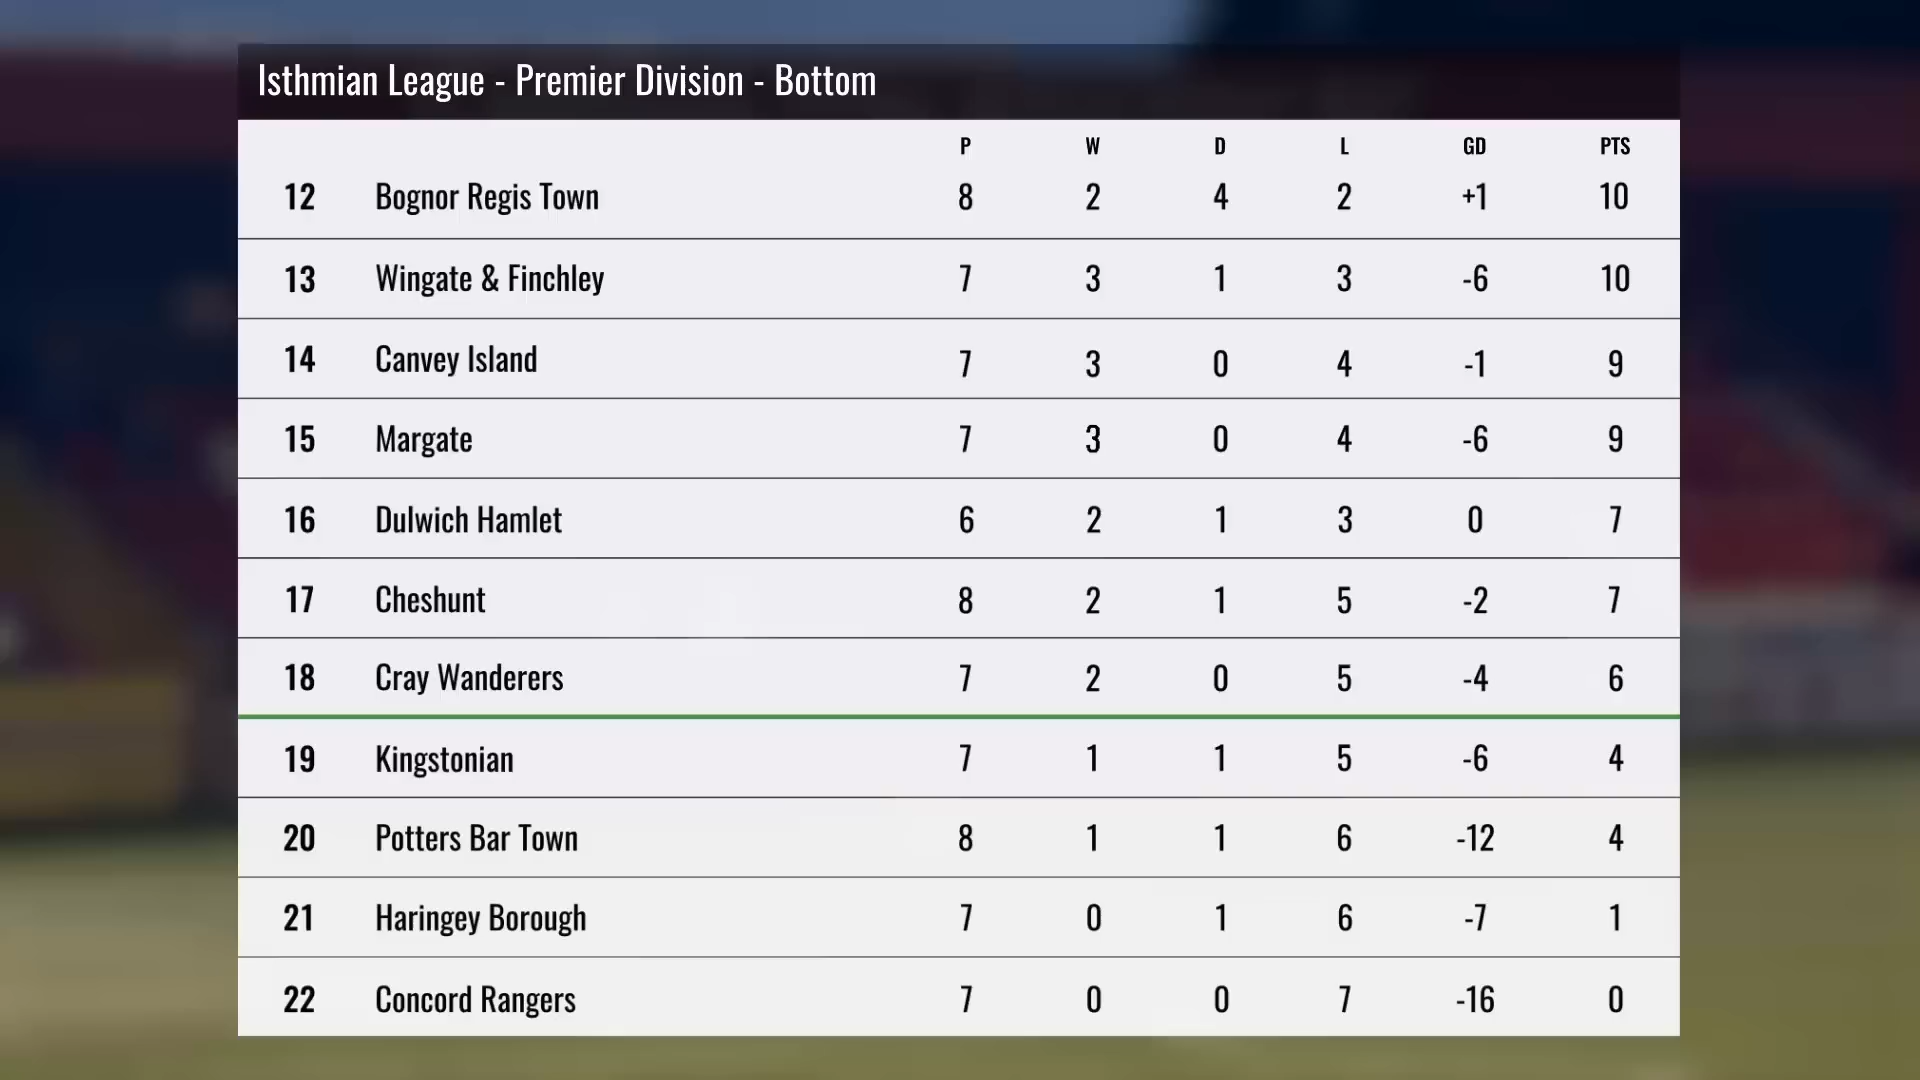 Isthmian League - Premier Division - Bottom
P W D L GD PTS
12 Bognor Regis Town 8 2 4 2 +1 10
13 Wingate & Finchley 7 3 1 3 -6 10
14 Canvey Island 7 3 0 4 -1 9
15 Margate 7 3 0 4 -6 9
16 Dulwich Hamlet 6 2 1 3 0 7
17 Cheshunt 8 2 1 5 -2 7
18 Cray Wanderers 7 2 0 5 -4 6
19 Kingstonian 7 1 1 5 -6 4
20 Potters Bar Town 8 1 1 6 -12 4
21 Haringey Borough 7 0 1 6 -7 1
22 Concord Rangers 7 0 0 7 -16 0